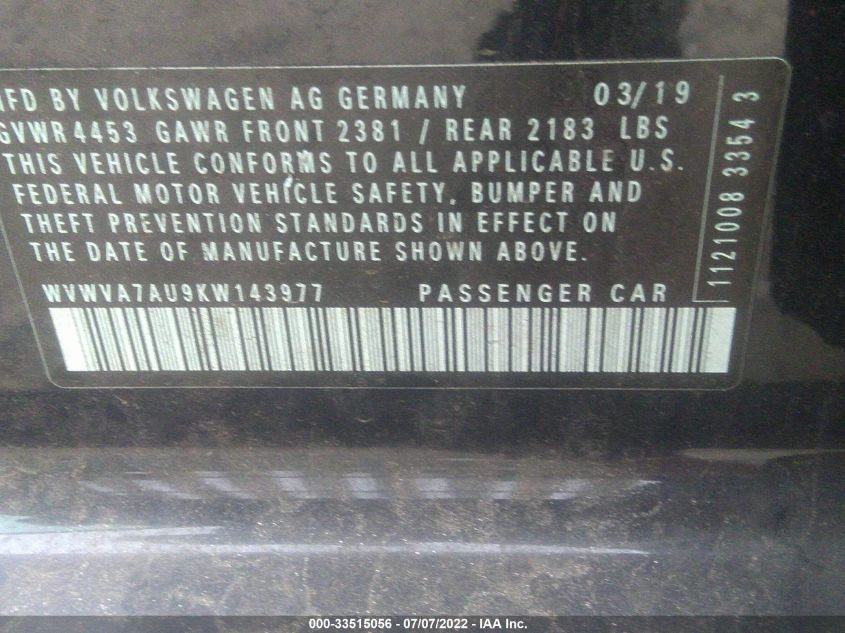 MFD BY VOLKSWAGEN AG GERMANY 03/19
GVWR 4453 GAWR FRONT 2381 / REAR 2183 LBS
THIS VEHICLE CONFORMS TO ALL APPLICABLE U.S.
FEDERAL MOTOR VEHICLE SAFETY, BUMPER AND
THEFT PREVENTION STANDARDS IN EFFECT ON
THE DATE OF MANUFACTURE SHOWN ABOVE.
WVWVA7AU9KW143977 PASSENGER CAR
1121008 3354 3
000-33515056 - 07/07/2022 - IAA Inc.